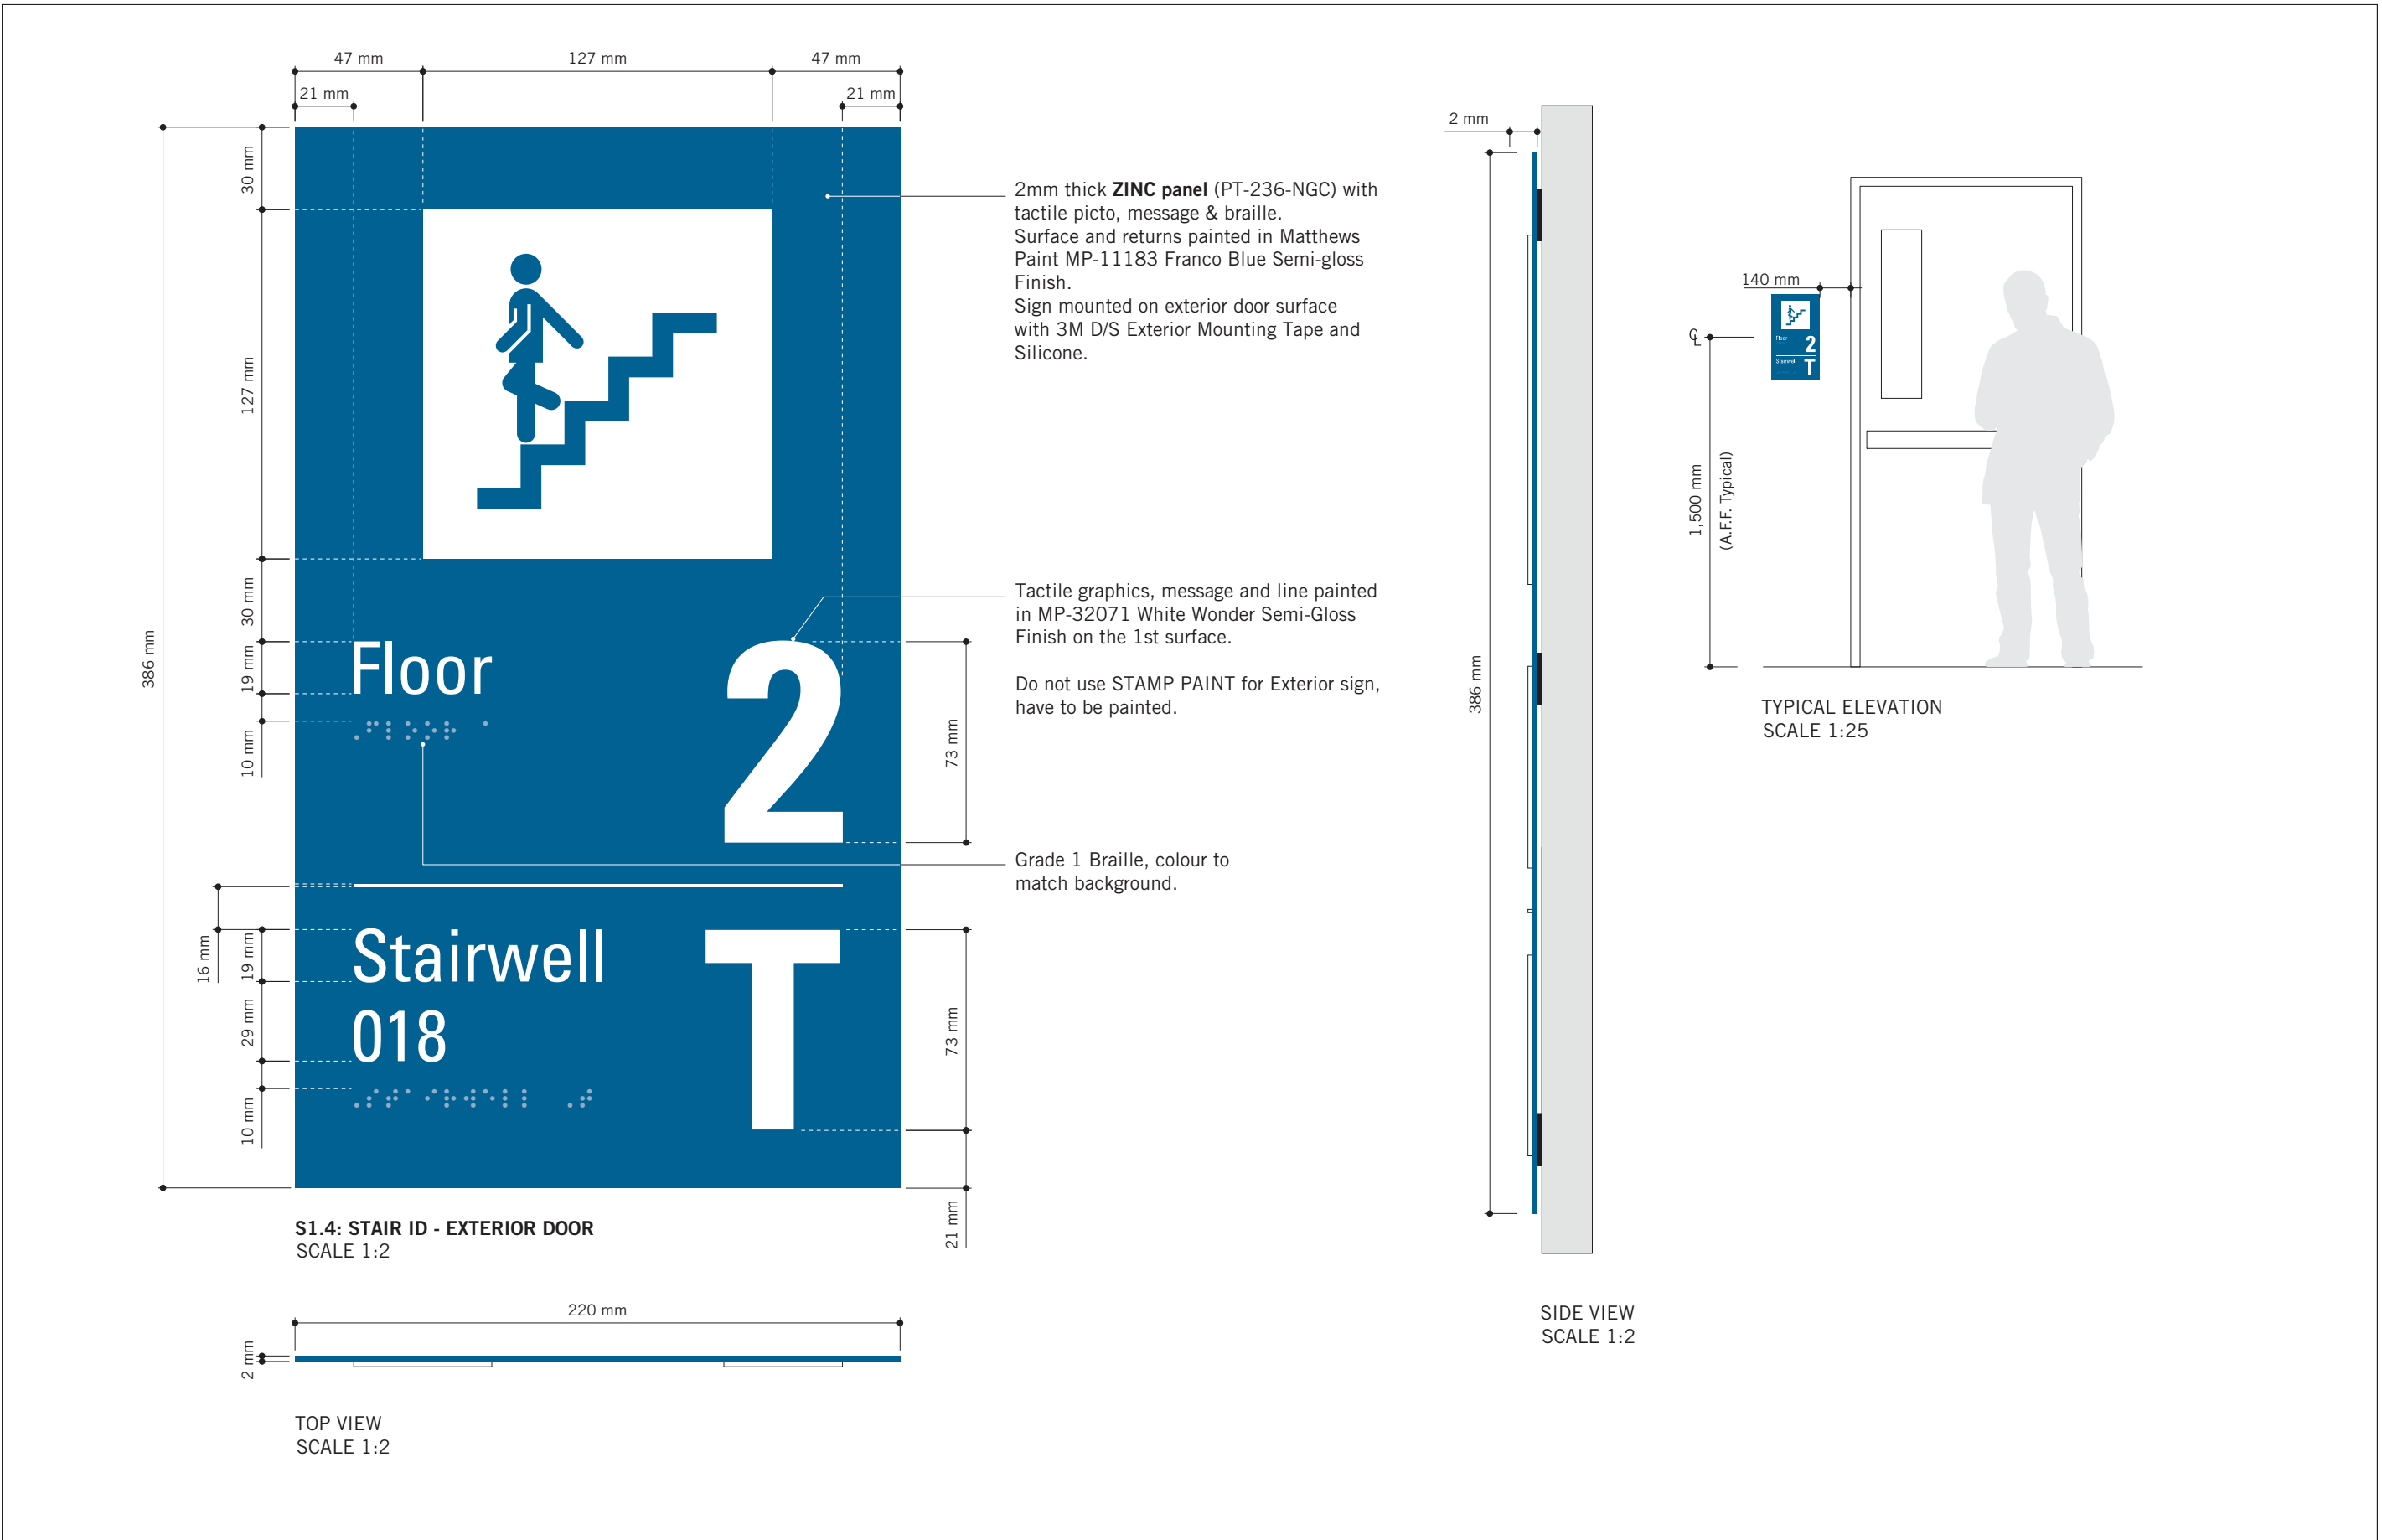 47 mm
127 mm
47 mm
21 mm
21 mm
30 mm
127 mm
30 mm
19 mm
10 mm
386 mm
16 mm
19 mm
29 mm
10 mm
Floor
2
Stairwell
018
T
73 mm
73 mm
21 mm
2mm thick ZINC panel (PT-236-NGC) with
tactile picto, message & braille.
Surface and returns painted in Matthews
Paint MP-11183 Franco Blue Semi-gloss
Finish.
Sign mounted on exterior door surface
with 3M D/S Exterior Mounting Tape and
Silicone.
Tactile graphics, message and line painted
in MP-32071 White Wonder Semi-Gloss
Finish on the 1st surface.
Do not use STAMP PAINT for Exterior sign,
have to be painted.
Grade 1 Braille, colour to
match background.
S1.4: STAIR ID - EXTERIOR DOOR
SCALE 1:2
220 mm
2 mm
TOP VIEW
SCALE 1:2
2 mm
386 mm
SIDE VIEW
SCALE 1:2
140 mm
Floor
2
Stairwell
T
1,500 mm
(A.F.F. Typical)
TYPICAL ELEVATION
SCALE 1:25